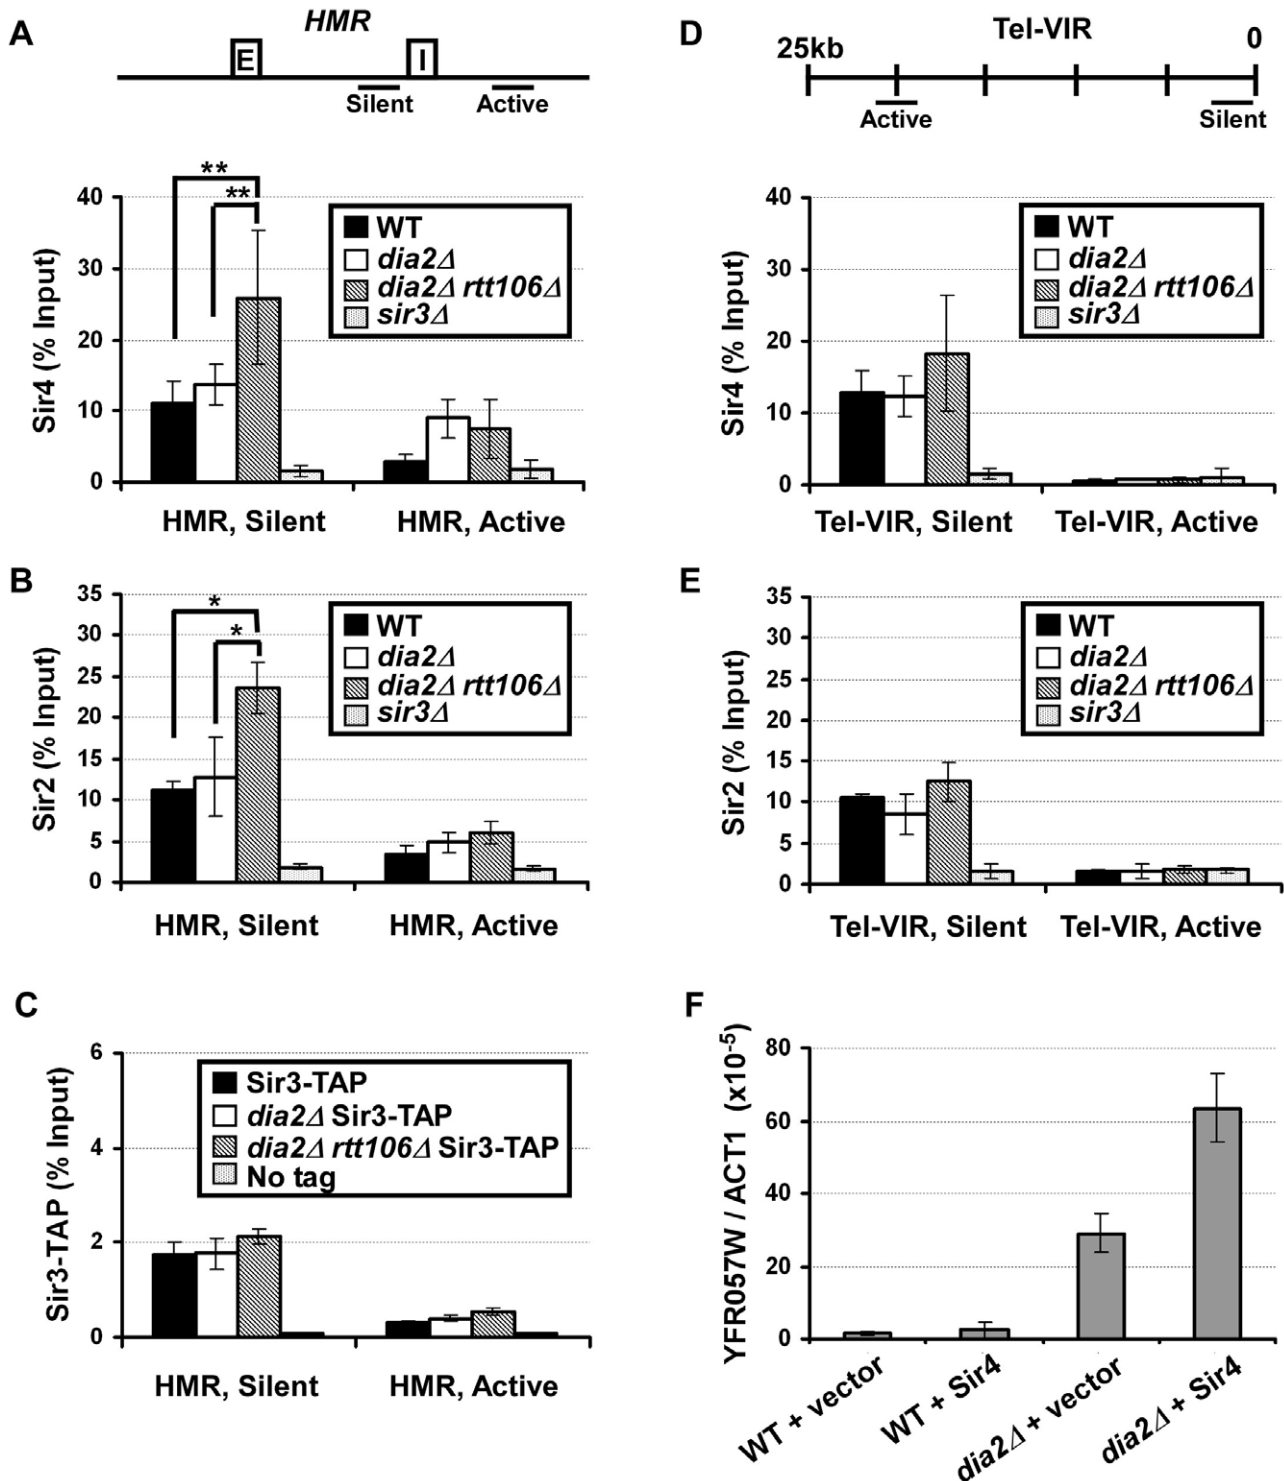 A
HMR
E
I
Silent
Active
40
30
20
10
0
Sir4 (% Input)
**
**
WT
dia2Δ
dia2Δ rtt106Δ
sir3Δ
HMR, Silent
HMR, Active
B
35
30
25
20
15
10
5
0
Sir2 (% Input)
*
*
WT
dia2Δ
dia2Δ rtt106Δ
sir3Δ
HMR, Silent
HMR, Active
C
6
4
2
0
Sir3-TAP (% Input)
Sir3-TAP
dia2Δ Sir3-TAP
dia2Δ rtt106Δ Sir3-TAP
No tag
HMR, Silent
HMR, Active
D
Tel-VIR
25kb
0
Active
Silent
40
30
20
10
0
Sir4 (% Input)
WT
dia2Δ
dia2Δ rtt106Δ
sir3Δ
Tel-VIR, Silent
Tel-VIR, Active
E
35
30
25
20
15
10
5
0
Sir2 (% Input)
WT
dia2Δ
dia2Δ rtt106Δ
sir3Δ
Tel-VIR, Silent
Tel-VIR, Active
F
80
60
40
20
0
YFR057W / ACT1 (x10⁻⁵)
WT + vector
WT + Sir4
dia2Δ + vector
dia2Δ + Sir4